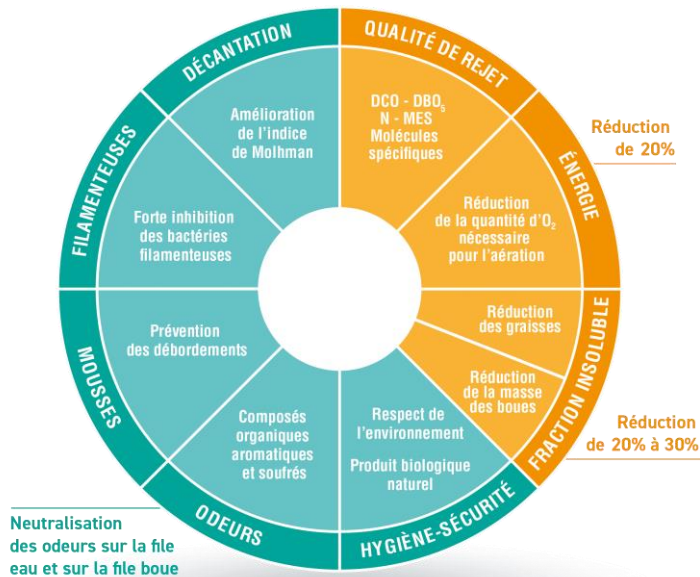 DÉCANTATION
Amélioration
de l'indice
de Molhman
QUALITÉ DE REJET
DCO - DBO₅
N - MES
Molécules
spécifiques
ÉNERGIE
Réduction
de 20%
Réduction
de la quantité d'O₂
nécessaire
pour l'aération
FRACTION INSOLUBLE
Réduction
des graisses
Réduction
de la masse
des boues
Réduction
de 20% à 30%
HYGIÈNE-SÉCURITÉ
Respect de
l'environnement
Produit biologique
naturel
ODEURS
Composés
organiques
aromatiques
et soufrés
Neutralisation
des odeurs sur la file
eau et sur la file boue
MOUSSES
Prévention
des débordements
FILAMENTEUSES
Forte inhibition
des bactéries
filamenteuses